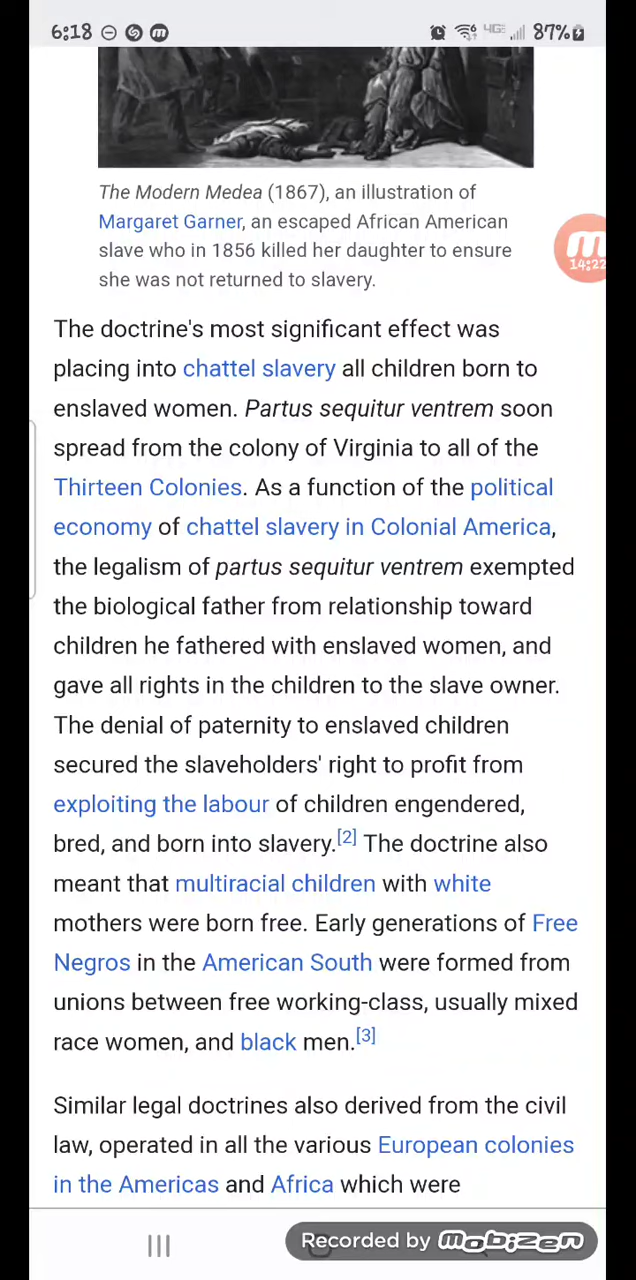 6:18
4G
87%
The Modern Medea (1867), an illustration of
Margaret Garner, an escaped African American
slave who in 1856 killed her daughter to ensure
she was not returned to slavery.
14:22
The doctrine's most significant effect was
placing into chattel slavery all children born to
enslaved women. Partus sequitur ventrem soon
spread from the colony of Virginia to all of the
Thirteen Colonies. As a function of the political
economy of chattel slavery in Colonial America,
the legalism of partus sequitur ventrem exempted
the biological father from relationship toward
children he fathered with enslaved women, and
gave all rights in the children to the slave owner.
The denial of paternity to enslaved children
secured the slaveholders' right to profit from
exploiting the labour of children engendered,
bred, and born into slavery.[2] The doctrine also
meant that multiracial children with white
mothers were born free. Early generations of Free
Negros in the American South were formed from
unions between free working-class, usually mixed
race women, and black men.[3]
Similar legal doctrines also derived from the civil
law, operated in all the various European colonies
in the Americas and Africa which were
Recorded by mobizen